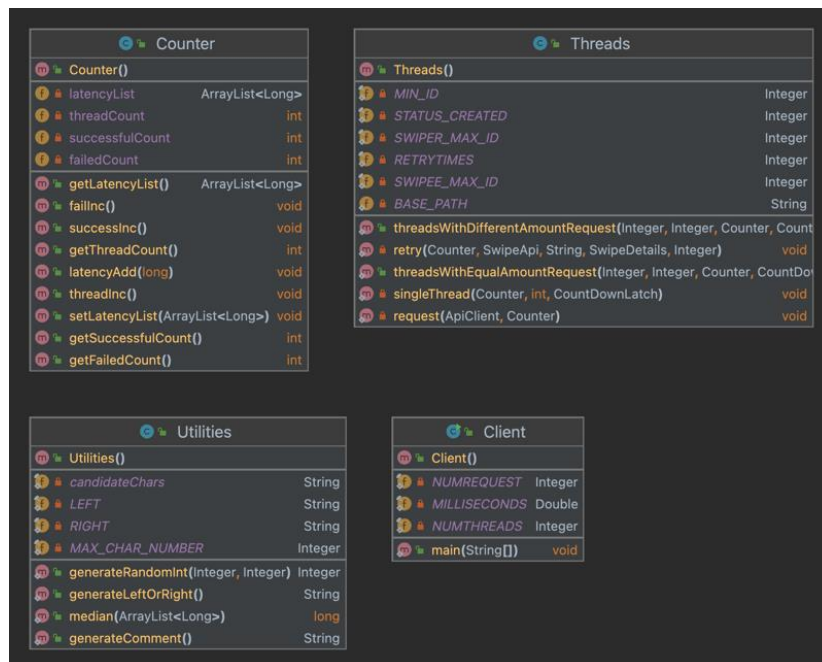 Counter
Counter()
latencyList ArrayList<Long>
threadCount int
successfulCount int
failedCount int
getLatencyList() ArrayList<Long>
failInc() void
successInc() void
getThreadCount() int
latencyAdd(long) void
threadInc() void
setLatencyList(ArrayList<Long>) void
getSuccessfulCount() int
getFailedCount() int
Threads
Threads()
MIN_ID Integer
STATUS_CREATED Integer
SWIPER_MAX_ID Integer
RETRYTIMES Integer
SWIPEE_MAX_ID Integer
BASE_PATH String
threadsWithDifferentAmountRequest(Integer, Integer, Counter, Count
retry(Counter, SwipeApi, String, SwipeDetails, Integer) void
threadsWithEqualAmountRequest(Integer, Integer, Counter, CountDo
singleThread(Counter, int, CountDownLatch) void
request(ApiClient, Counter) void
Utilities
Utilities()
candidateChars String
LEFT String
RIGHT String
MAX_CHAR_NUMBER Integer
generateRandomInt(Integer, Integer) Integer
generateLeftOrRight() String
median(ArrayList<Long>) long
generateComment() String
Client
Client()
NUMREQUEST Integer
MILLISECONDS Double
NUMTHREADS Integer
main(String[]) void